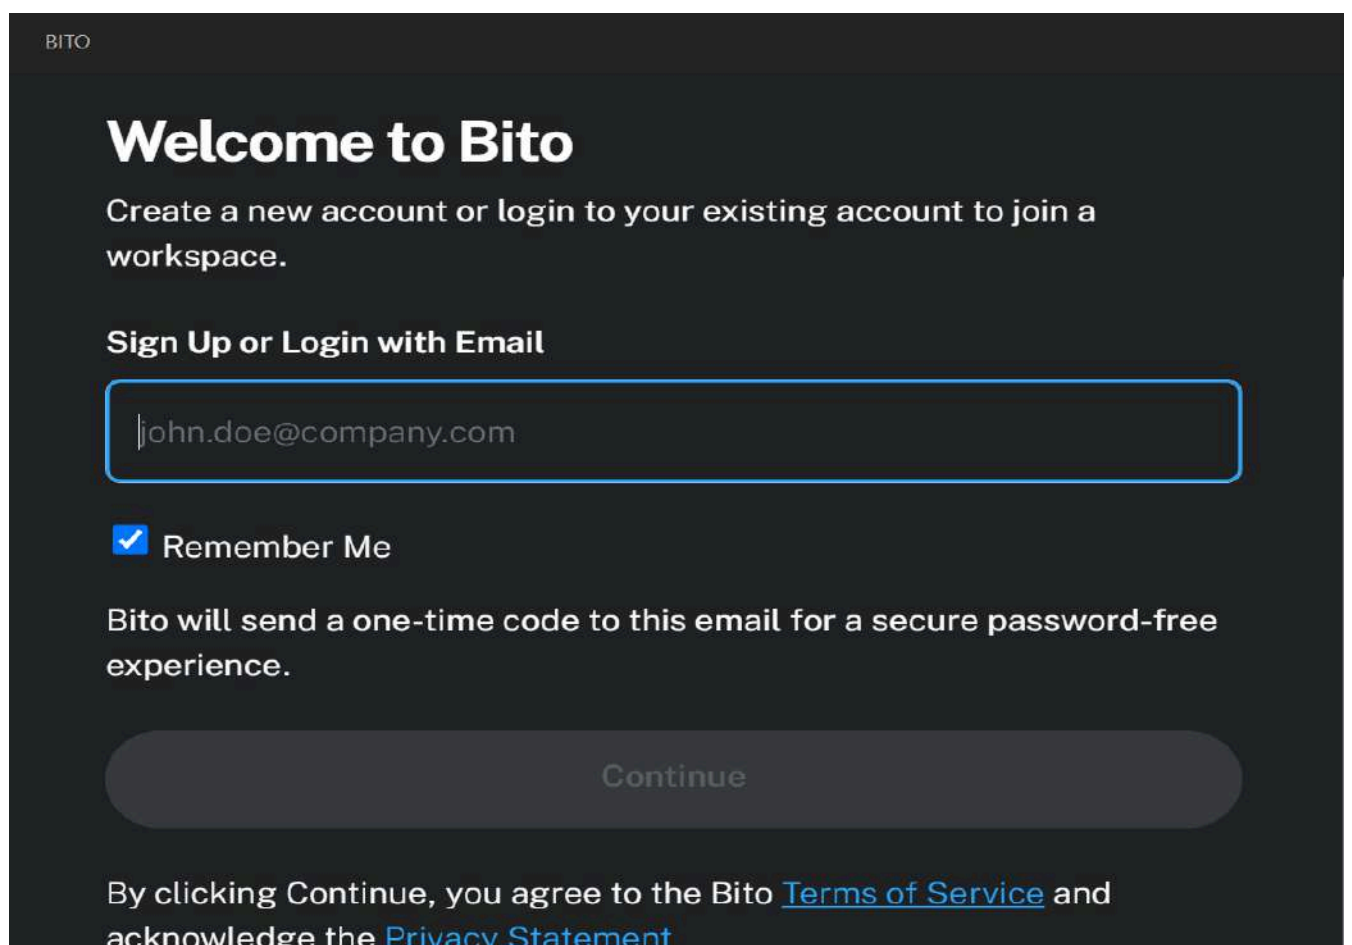 BITO
Welcome to Bito
Create a new account or login to your existing account to join a
workspace.
Sign Up or Login with Email
john.doe@company.com
Remember Me
Bito will send a one-time code to this email for a secure password-free
experience.
Continue
By clicking Continue, you agree to the Bito Terms of Service and
acknowledge the Privacy Statement